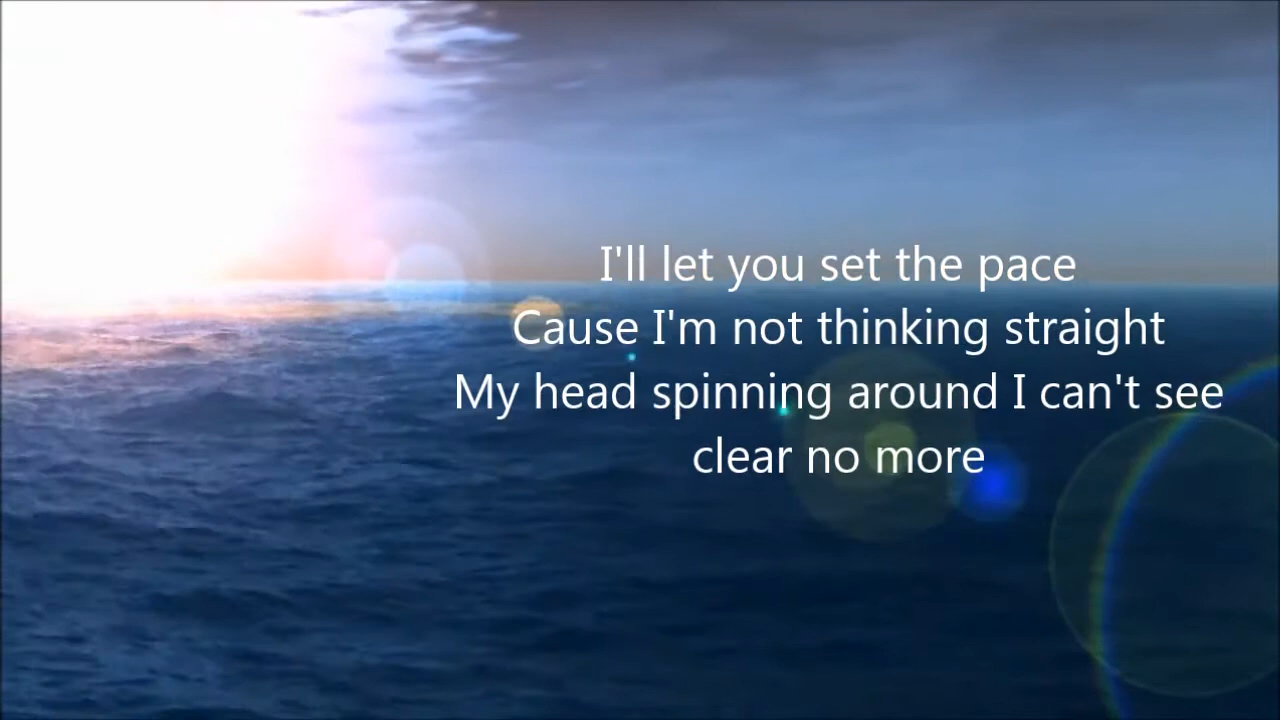 I'll let you set the pace
Cause I'm not thinking straight
My head spinning around I can't see
clear no more